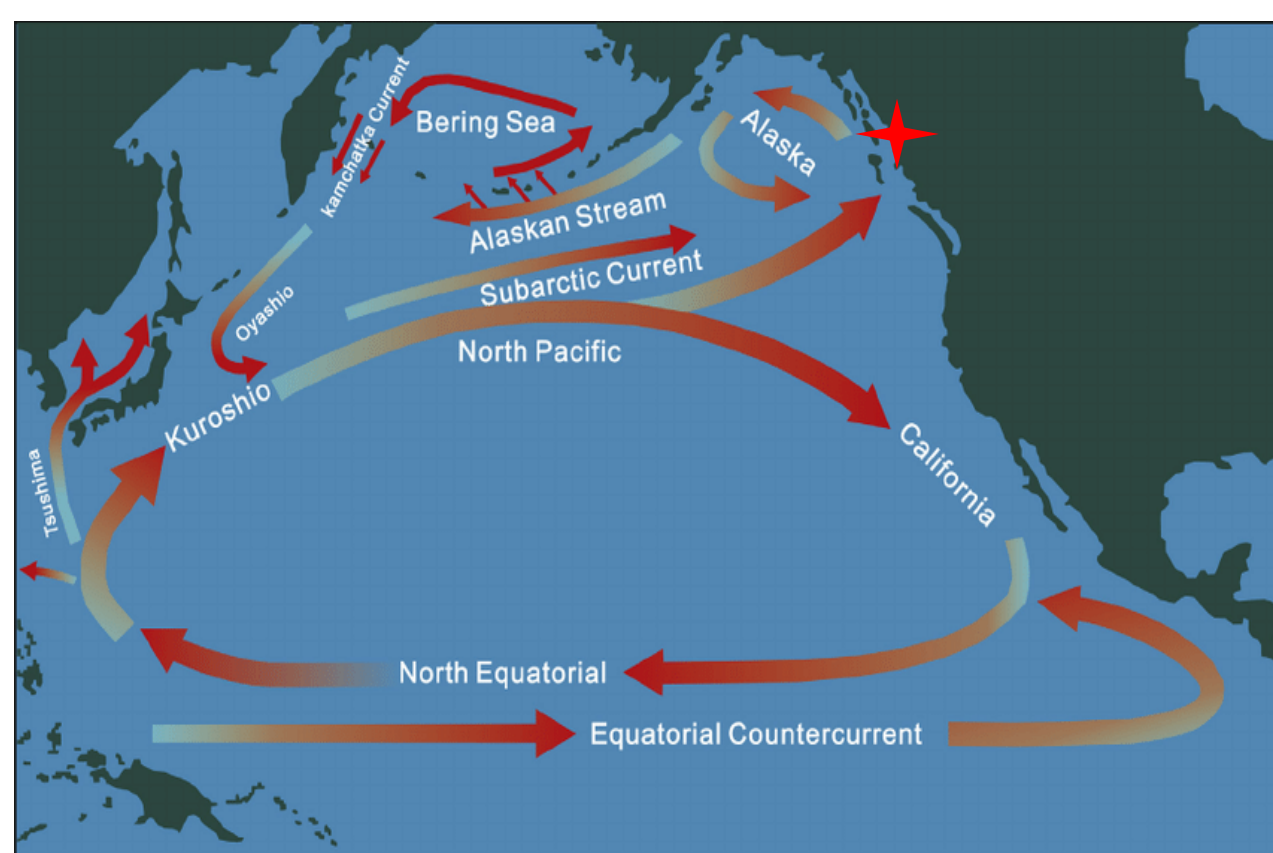 kamchatka Current
Bering Sea
Alaska
Alaskan Stream
Subarctic Current
Oyashio
North Pacific
Kuroshio
California
Tsushima
North Equatorial
Equatorial Countercurrent